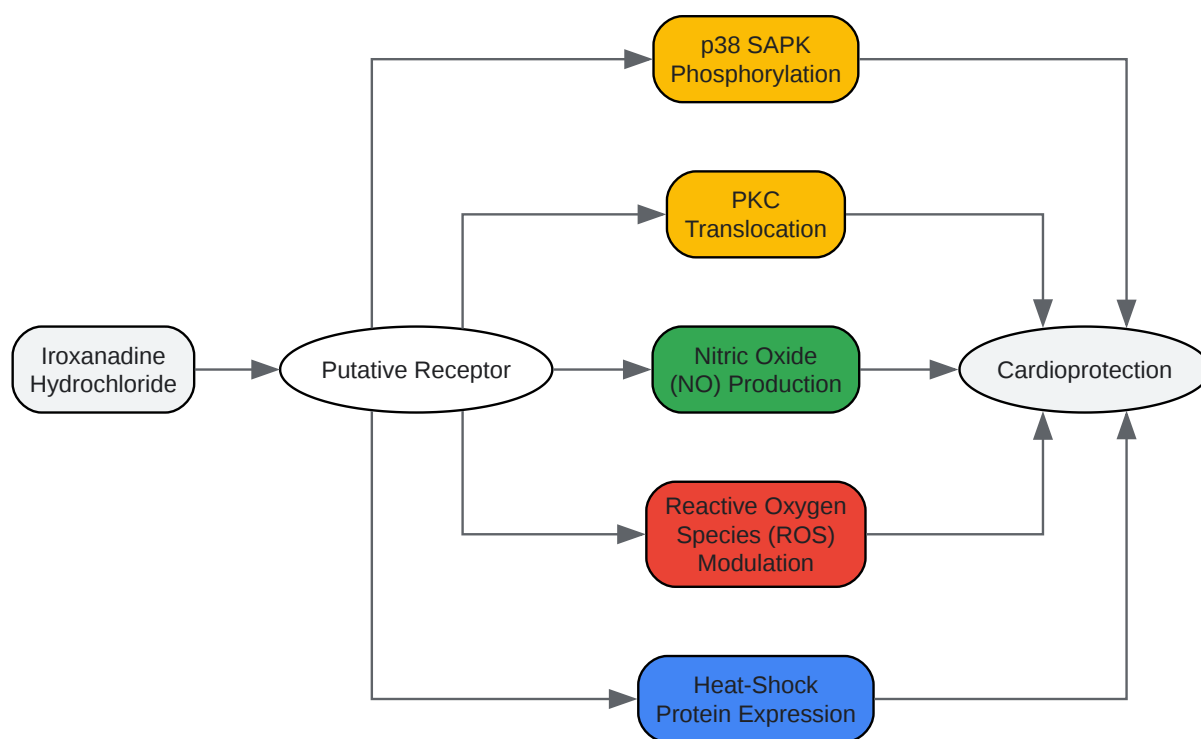 Iroxanadine
Hydrochloride
Putative Receptor
p38 SAPK
Phosphorylation
PKC
Translocation
Nitric Oxide
(NO) Production
Reactive Oxygen
Species (ROS)
Modulation
Heat-Shock
Protein Expression
Cardioprotection